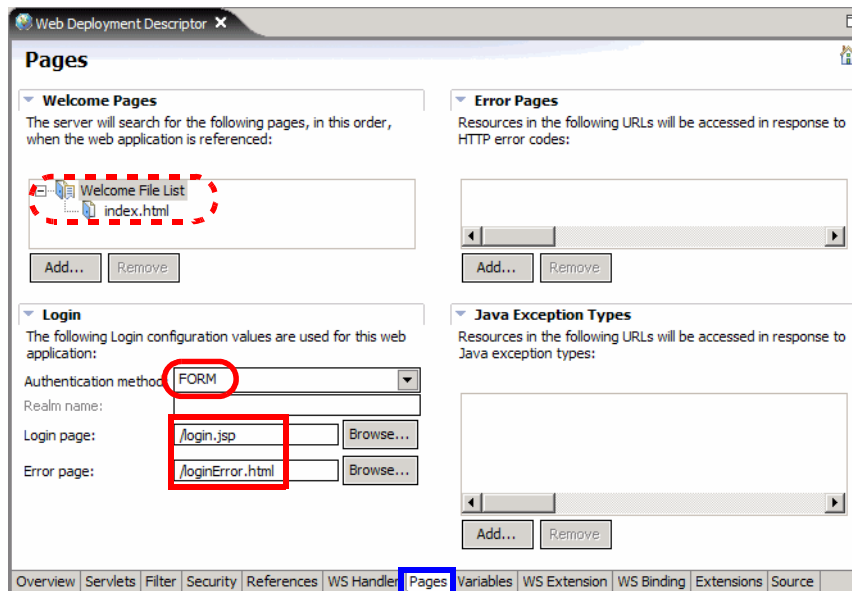 Web Deployment Descriptor
Pages
Welcome Pages
The server will search for the following pages, in this order,
when the web application is referenced:
Welcome File List
index.html
Add...
Remove
Error Pages
Resources in the following URLs will be accessed in response to
HTTP error codes:
Add...
Remove
Login
The following Login configuration values are used for this web
application:
Authentication method
FORM
Realm name:
Login page:
/login.jsp
Browse...
Error page:
/loginError.html
Browse...
Java Exception Types
Resources in the following URLs will be accessed in response to
Java exception types:
Add...
Remove
Overview Servlets Filter Security References WS Handler Pages Variables WS Extension WS Binding Extensions Source